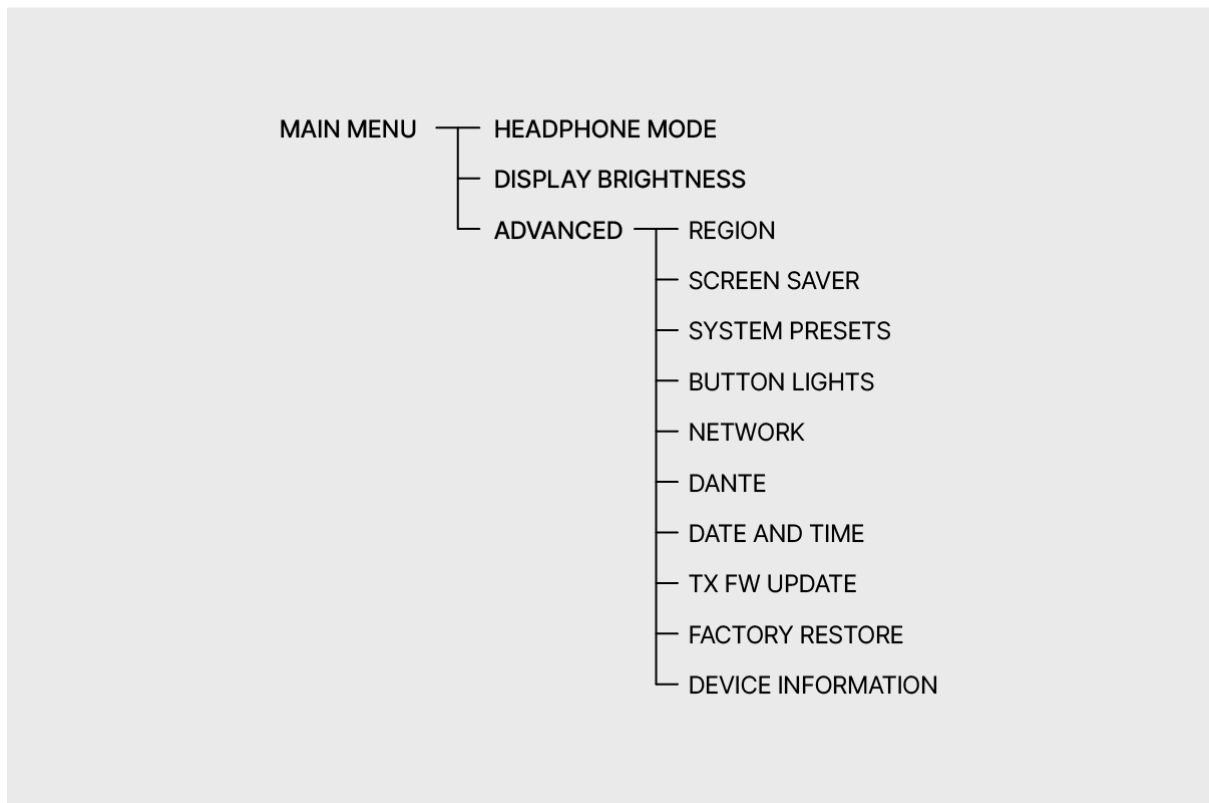 MAIN MENU HEADPHONE MODE
DISPLAY BRIGHTNESS
ADVANCED REGION
SCREEN SAVER
SYSTEM PRESETS
BUTTON LIGHTS
NETWORK
DANTE
DATE AND TIME
TX FW UPDATE
FACTORY RESTORE
DEVICE INFORMATION